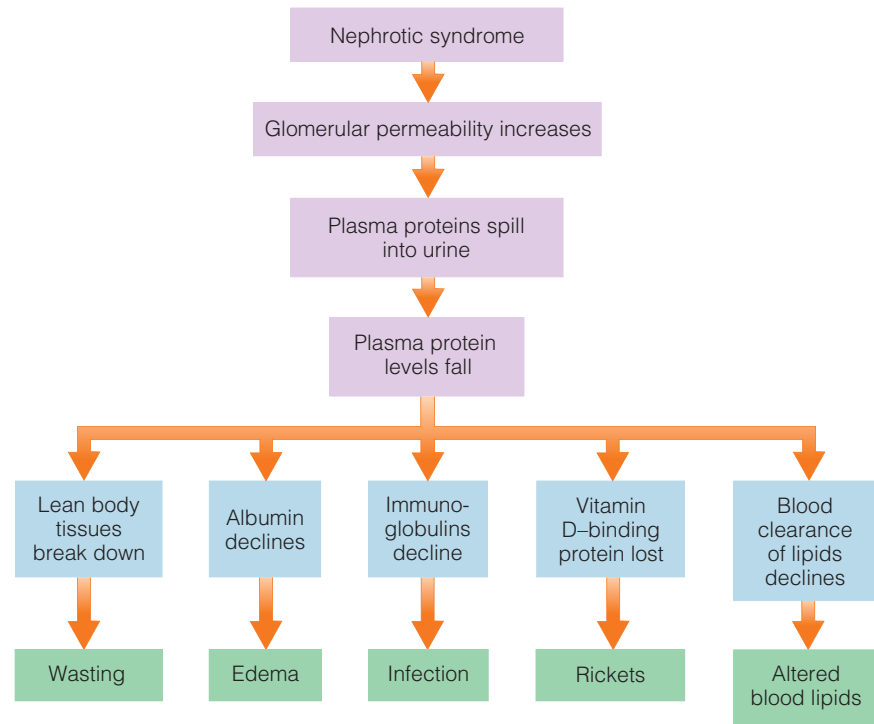 Nephrotic syndrome
Glomerular permeability increases
Plasma proteins spill
into urine
Plasma protein
levels fall
Lean body
tissues
break down
Albumin
declines
Immuno-
globulins
decline
Vitamin
D–binding
protein lost
Blood
clearance
of lipids
declines
Wasting
Edema
Infection
Rickets
Altered
blood lipids